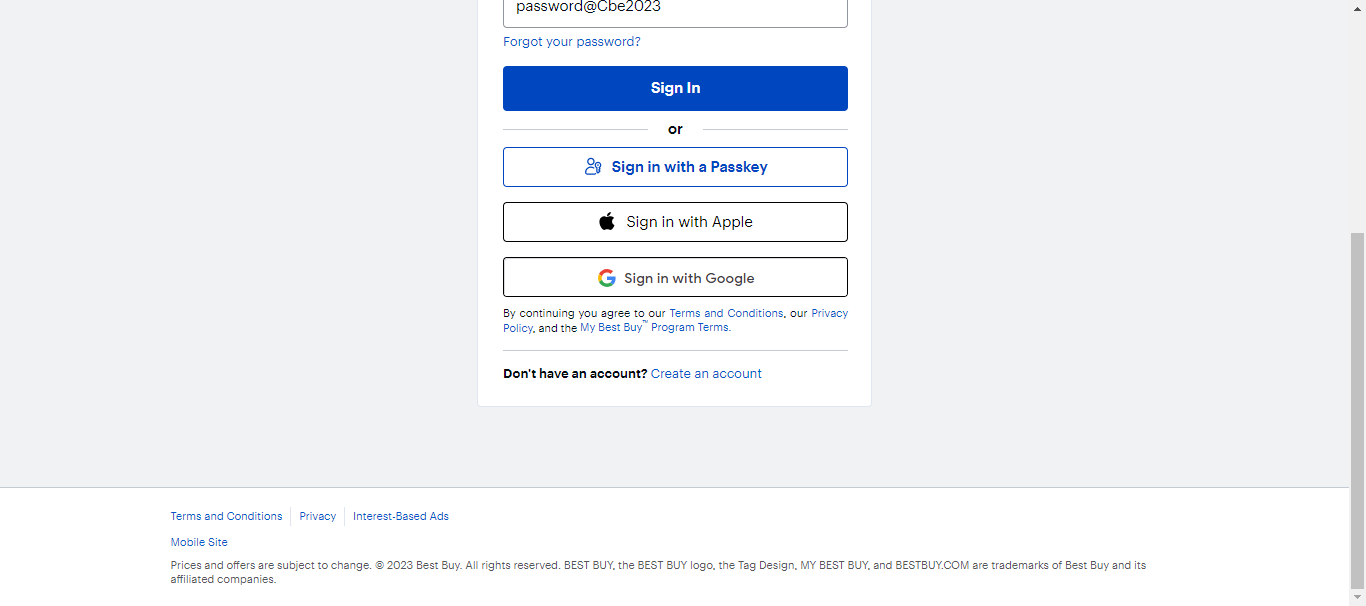 password@Cbe2023
Forgot your password?
Sign In
or
Sign in with a Passkey
Sign in with Apple
Sign in with Google
By continuing you agree to our Terms and Conditions, our Privacy
Policy, and the My Best Buy™ Program Terms.
Don't have an account? Create an account
Terms and Conditions Privacy Interest-Based Ads
Mobile Site
Prices and offers are subject to change. © 2023 Best Buy. All rights reserved. BEST BUY, the BEST BUY logo, the Tag Design, MY BEST BUY, and BESTBUY.COM are trademarks of Best Buy and its
affiliated companies.